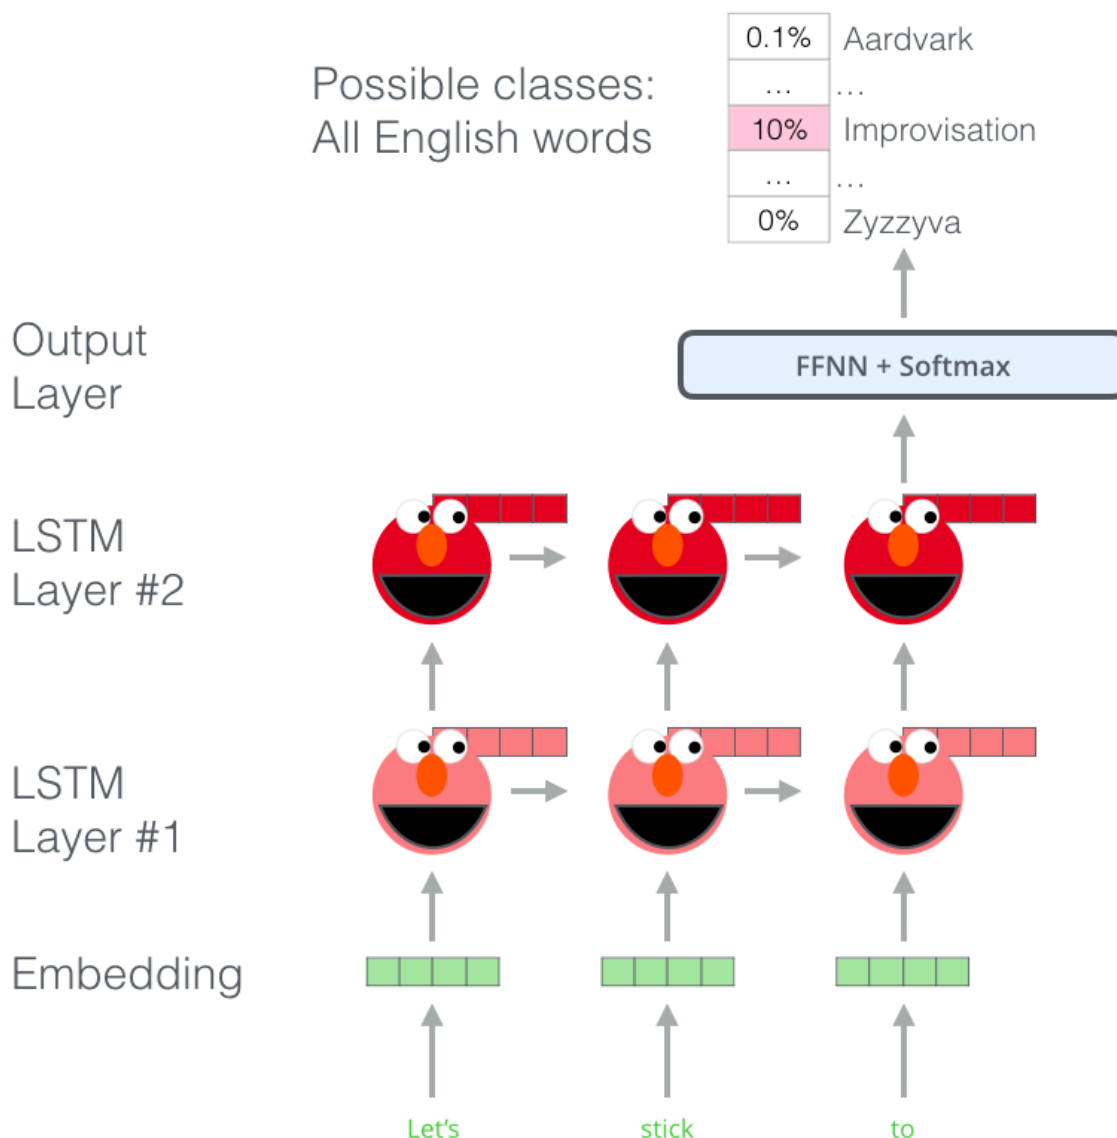 0.1% Aardvark
... ...
Possible classes:
All English words
10% Improvisation
... ...
0% Zyzzyva
Output
Layer
FFNN + Softmax
LSTM
Layer #2
LSTM
Layer #1
Embedding
Let's stick to